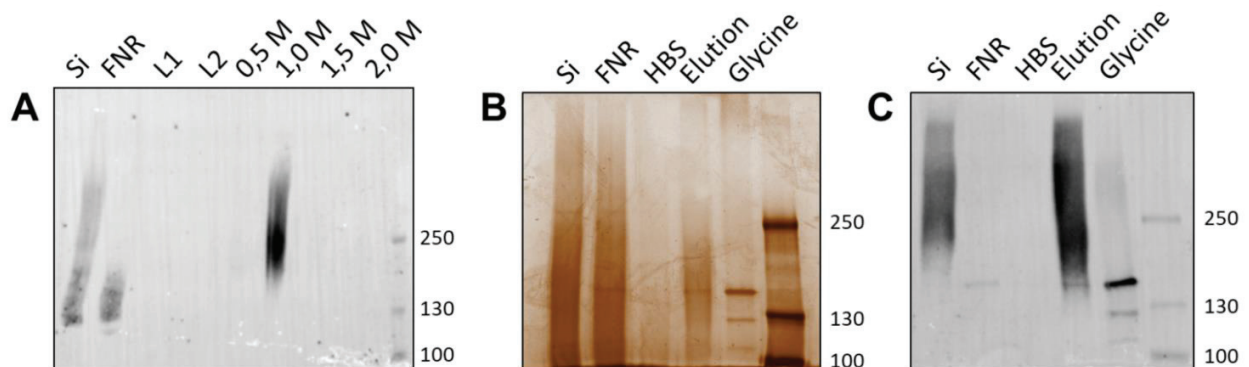 A
Si FNR L1 L2 0,5 M 1,0 M 1,5 M 2,0 M
250
130
100
B
Si FNR HBS Elution Glycine
250
130
100
C
Si FNR HBS Elution Glycine
250
130
100